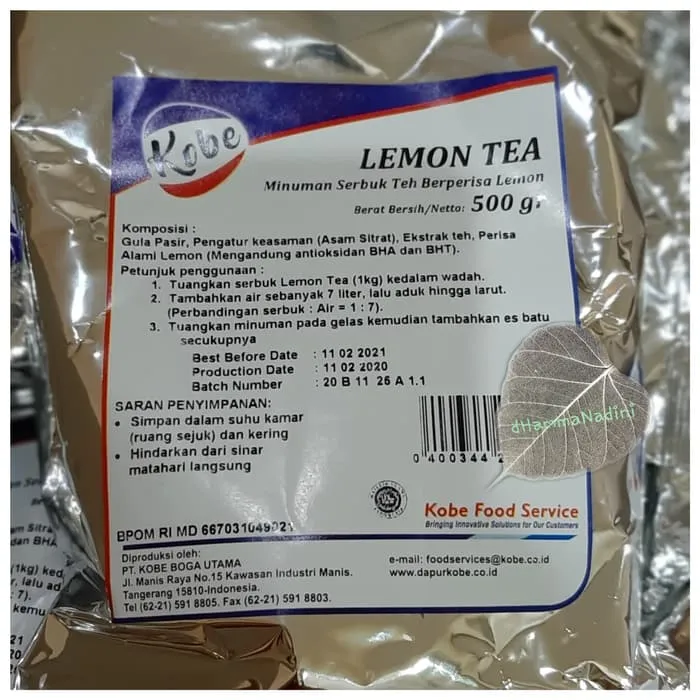 Kobe
LEMON TEA
Minuman Serbuk Teh Berperisa Lemon
Berat Bersih/Netto: 500 gr
Komposisi :
Gula Pasir, Pengatur keasaman (Asam Sitrat), Ekstrak teh, Perisa
Alami Lemon (Mengandung antioksidan BHA dan BHT).
Petunjuk penggunaan :
1. Tuangkan serbuk Lemon Tea (1kg) kedalam wadah.
2. Tambahkan air sebanyak 7 liter, lalu aduk hingga larut.
(Perbandingan serbuk : Air = 1 : 7).
3. Tuangkan minuman pada gelas kemudian tambahkan es batu
secukupnya
Best Before Date : 11 02 2021
Production Date : 11 02 2020
Batch Number : 20 B 11 26 A 1.1
SARAN PENYIMPANAN:
• Simpan dalam suhu kamar
(ruang sejuk) dan kering
• Hindarkan dari sinar
matahari langsung
dHammaNadini
0 400344 2
Kobe Food Service
Bringing Innovative Solutions for Our Customers
BPOM RI MD 667031049021
Diproduksi oleh:
PT. KOBE BOGA UTAMA
Jl. Manis Raya No.15 Kawasan Industri Manis.
Tangerang 15810-Indonesia.
Tel (62-21) 591 8805. Fax (62-21) 591 8803.
e-mail: foodservices@kobe.co.id
www.dapurkobe.co.id